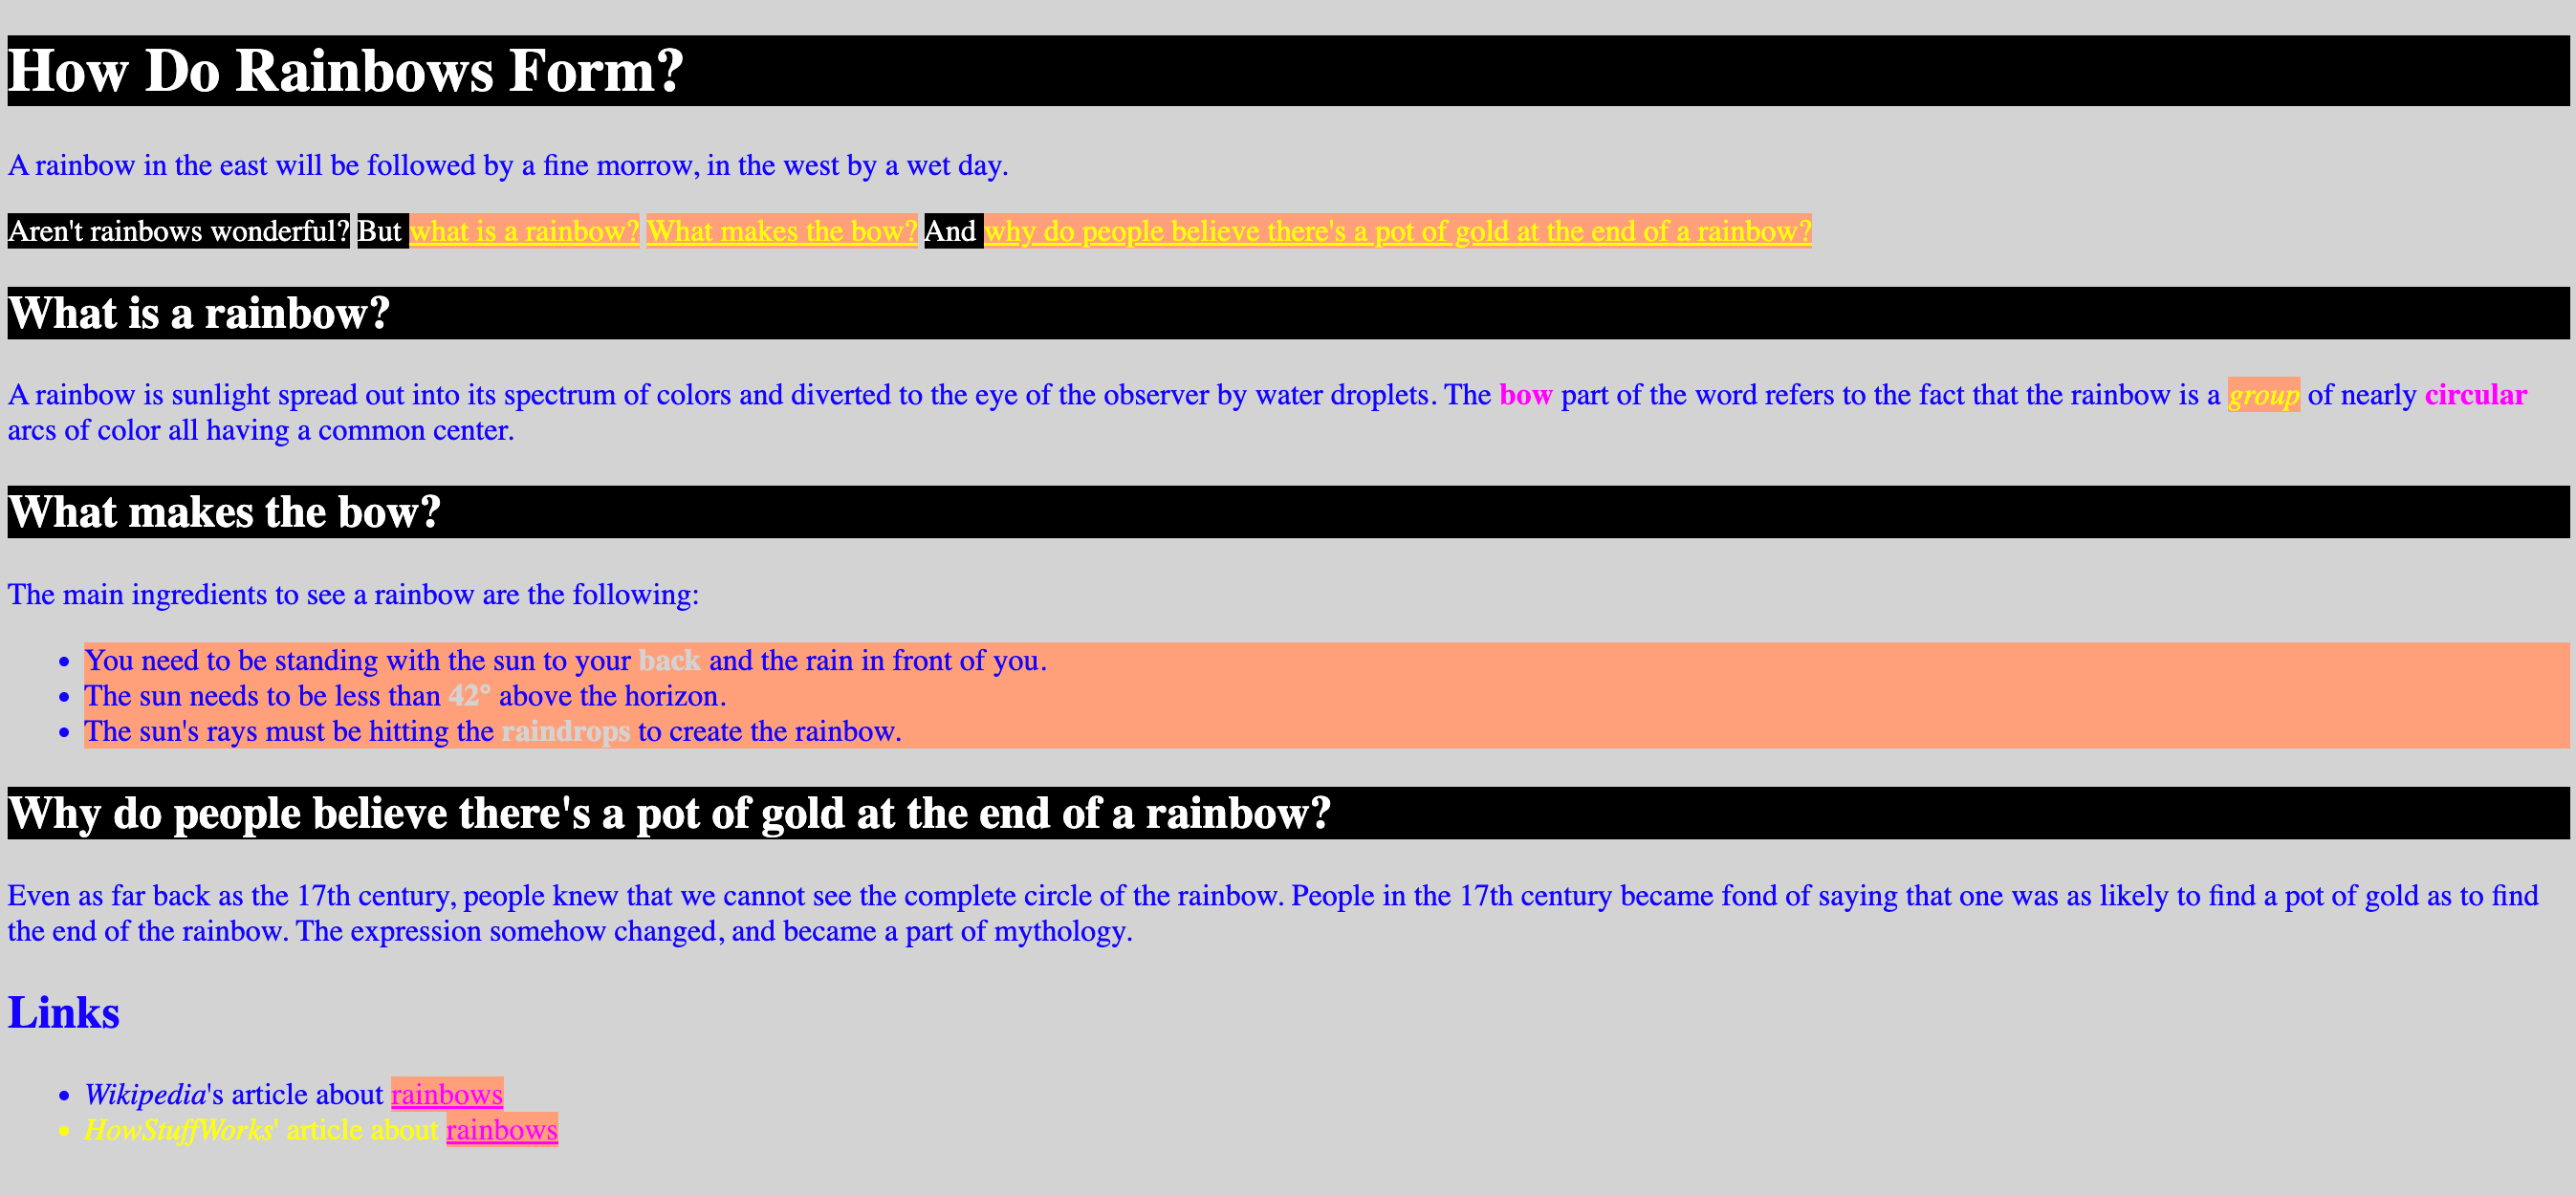 How Do Rainbows Form?
A rainbow in the east will be followed by a fine morrow, in the west by a wet day.
Aren't rainbows wonderful? But what is a rainbow? What makes the bow? And why do people believe there's a pot of gold at the end of a rainbow?
What is a rainbow?
A rainbow is sunlight spread out into its spectrum of colors and diverted to the eye of the observer by water droplets. The bow part of the word refers to the fact that the rainbow is a group of nearly circular
arcs of color all having a common center.
What makes the bow?
The main ingredients to see a rainbow are the following:
• You need to be standing with the sun to your back and the rain in front of you.
• The sun needs to be less than 42° above the horizon.
• The sun's rays must be hitting the raindrops to create the rainbow.
Why do people believe there's a pot of gold at the end of a rainbow?
Even as far back as the 17th century, people knew that we cannot see the complete circle of the rainbow. People in the 17th century became fond of saying that one was as likely to find a pot of gold as to find
the end of the rainbow. The expression somehow changed, and became a part of mythology.
Links
• Wikipedia's article about rainbows
• HowStuffWorks' article about rainbows